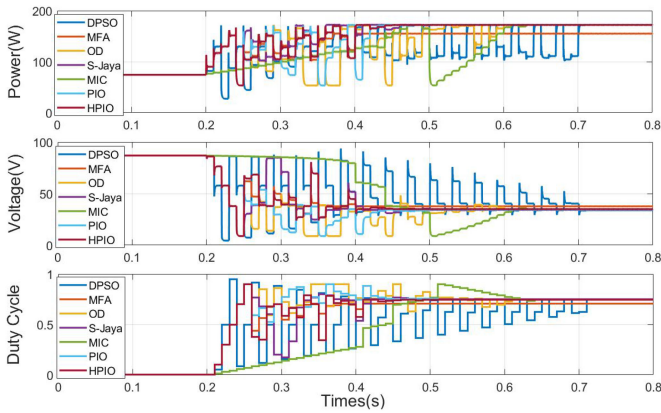 Power(W)
200
100
0
DPSO
MFA
OD
S-Jaya
MIC
PIO
HPIO
0 0.1 0.2 0.3 0.4 0.5 0.6 0.7 0.8
Voltage(V)
100
50
0
DPSO
MFA
OD
S-Jaya
MIC
PIO
HPIO
0 0.1 0.2 0.3 0.4 0.5 0.6 0.7 0.8
Duty Cycle
1
0.5
0
DPSO
MFA
OD
S-Jaya
MIC
PIO
HPIO
0 0.1 0.2 0.3 0.4 0.5 0.6 0.7 0.8
Times(s)